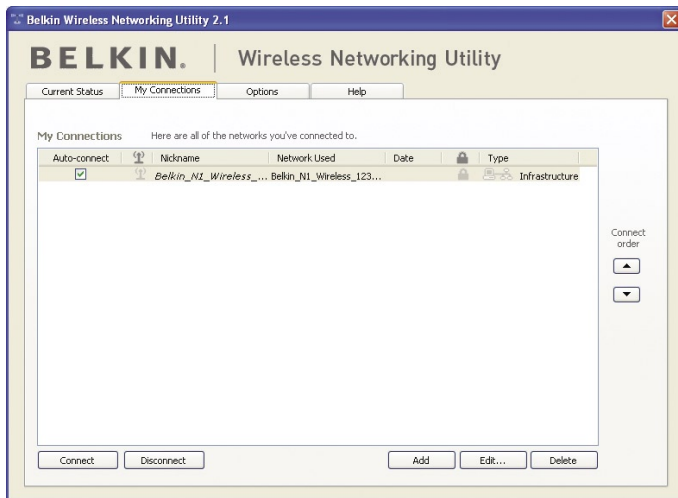 Belkin Wireless Networking Utility 2.1
BELKIN. | Wireless Networking Utility
Current Status My Connections Options Help
My Connections Here are all of the networks you've connected to.
Auto-connect Nickname Network Used Date Type
Belkin_N1_Wireless_... Belkin_N1_Wireless_123... Infrastructure
Connect
order
Connect Disconnect Add Edit... Delete